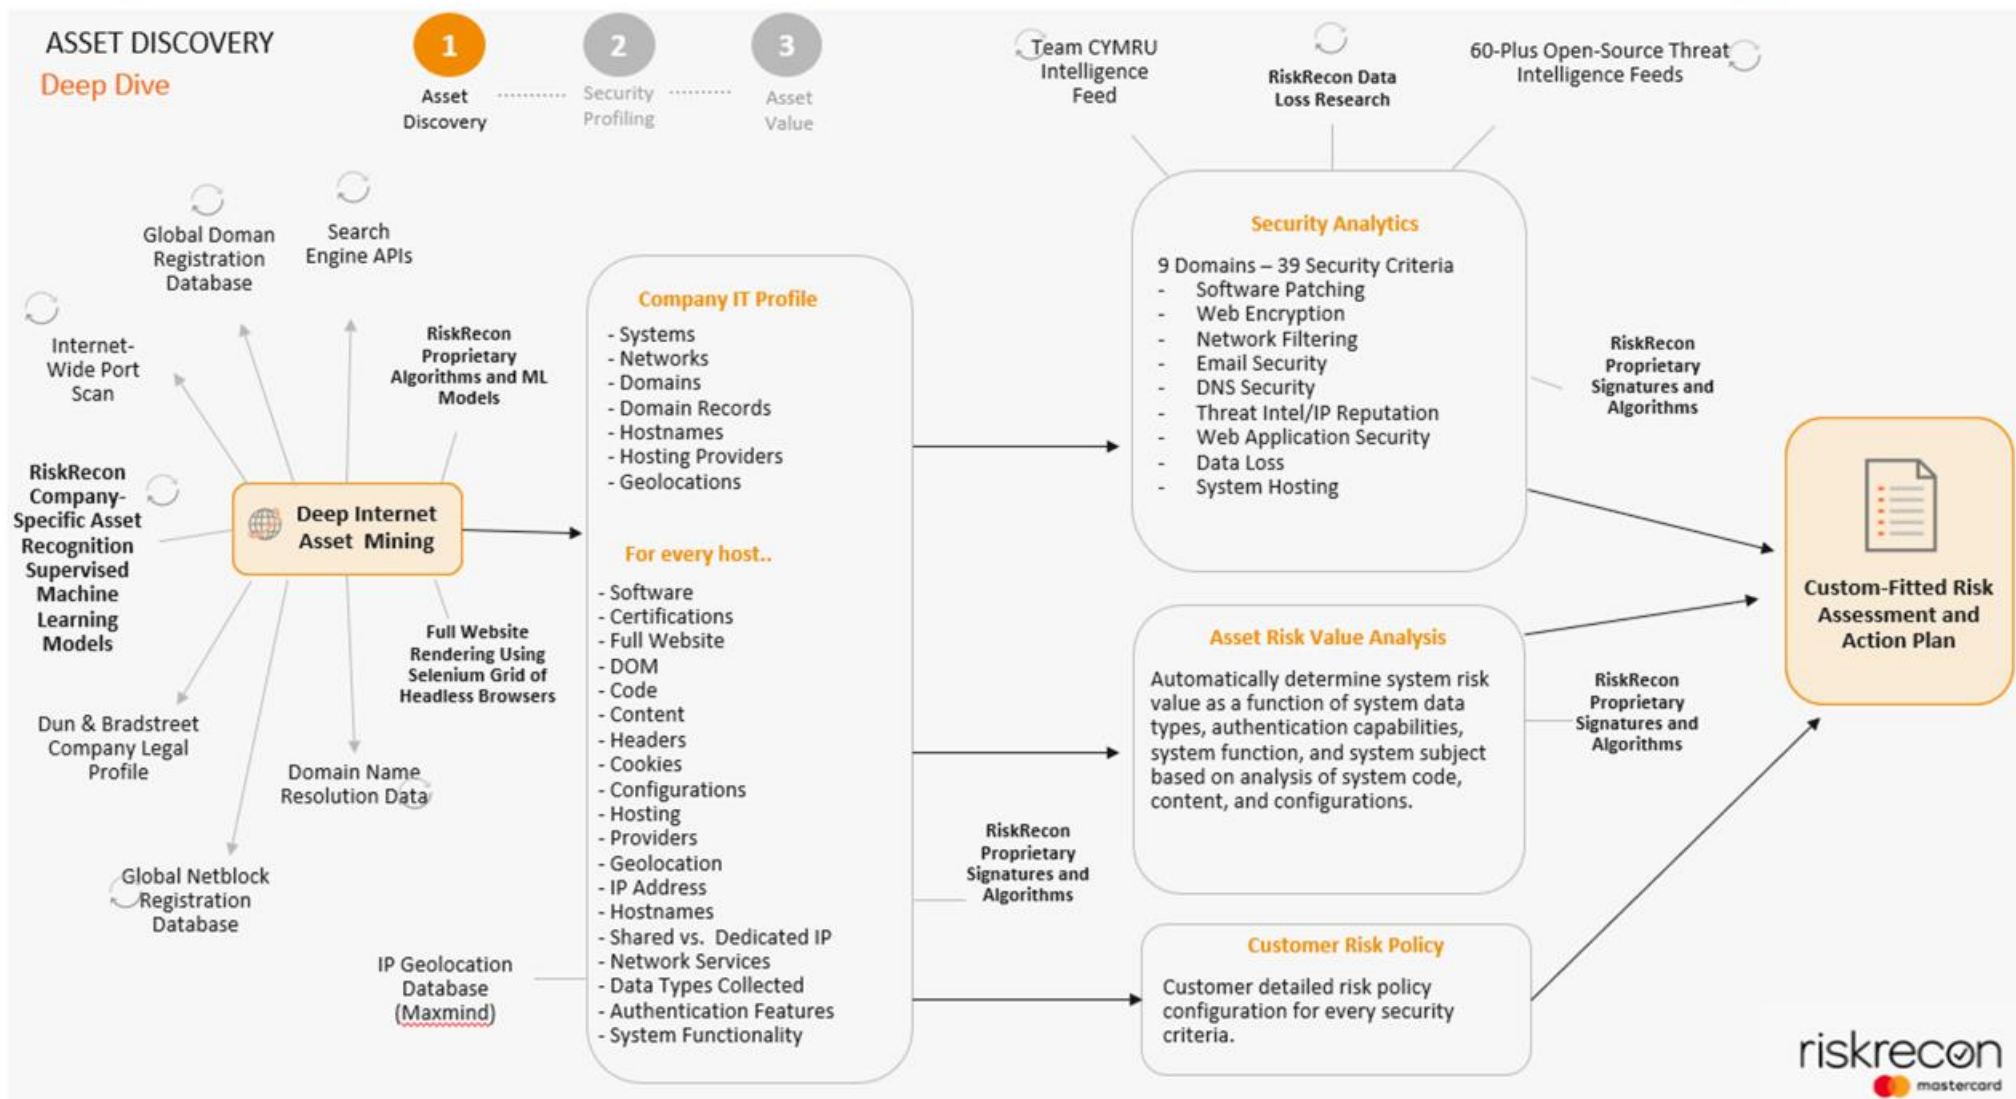 ASSET DISCOVERY
Deep Dive
1
Asset
Discovery
2
Security
Profiling
3
Asset
Value
Team CYMRU
Intelligence
Feed
RiskRecon Data
Loss Research
60-Plus Open-Source Threat
Intelligence Feeds
Global Doman
Registration
Database
Search
Engine APIs
Internet-
Wide Port
Scan
RiskRecon
Proprietary
Algorithms and ML
Models
RiskRecon
Company-
Specific Asset
Recognition
Supervised
Machine
Learning
Models
Deep Internet
Asset Mining
Full Website
Rendering Using
Selenium Grid of
Headless Browsers
Dun & Bradstreet
Company Legal
Profile
Domain Name
Resolution Data
Global Netblock
Registration
Database
IP Geolocation
Database
(Maxmind)
Company IT Profile
- Systems
- Networks
- Domains
- Domain Records
- Hostnames
- Hosting Providers
- Geolocations
For every host..
- Software
- Certifications
- Full Website
- DOM
- Code
- Content
- Headers
- Cookies
- Configurations
- Hosting
- Providers
- Geolocation
- IP Address
- Hostnames
- Shared vs. Dedicated IP
- Network Services
- Data Types Collected
- Authentication Features
- System Functionality
RiskRecon
Proprietary
Signatures and
Algorithms
Security Analytics
9 Domains – 39 Security Criteria
- Software Patching
- Web Encryption
- Network Filtering
- Email Security
- DNS Security
- Threat Intel/IP Reputation
- Web Application Security
- Data Loss
- System Hosting
RiskRecon
Proprietary
Signatures and
Algorithms
Asset Risk Value Analysis
Automatically determine system risk
value as a function of system data
types, authentication capabilities,
system function, and system subject
based on analysis of system code,
content, and configurations.
RiskRecon
Proprietary
Signatures and
Algorithms
Customer Risk Policy
Customer detailed risk policy
configuration for every security
criteria.
Custom-Fitted Risk
Assessment and
Action Plan
riskrecon
mastercard